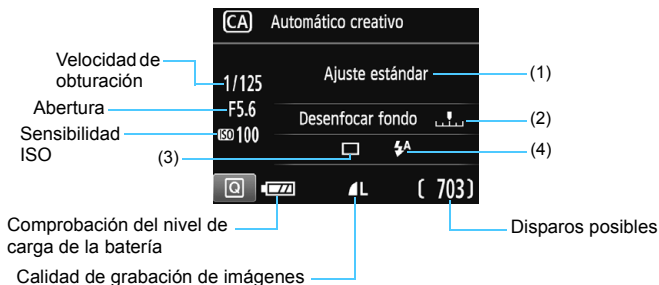 CA Automático creativo
Velocidad de
obturación
1/125
Ajuste estándar
(1)
Abertura
F5.6
Desenfocar fondo
(2)
Sensibilidad
ISO
ISO 100
(3)
(4)
Q
L
( 703)
Comprobación del nivel de
carga de la batería
Disparos posibles
Calidad de grabación de imágenes